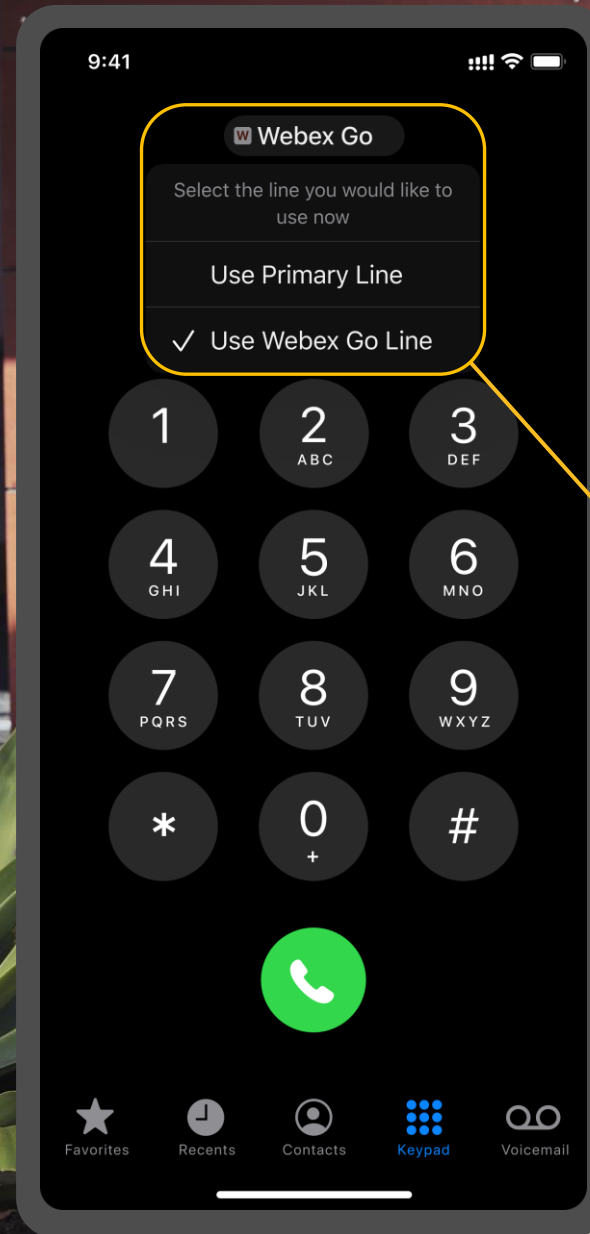 9:41
W Webex Go
Select the line you would like to
use now
Use Primary Line
✓ Use Webex Go Line
1 2 3
ABC DEF
4 5 6
GHI JKL MNO
7 8 9
PQRS TUV WXYZ
* 0 #
+
Favorites Recents Contacts Keypad Voicemail